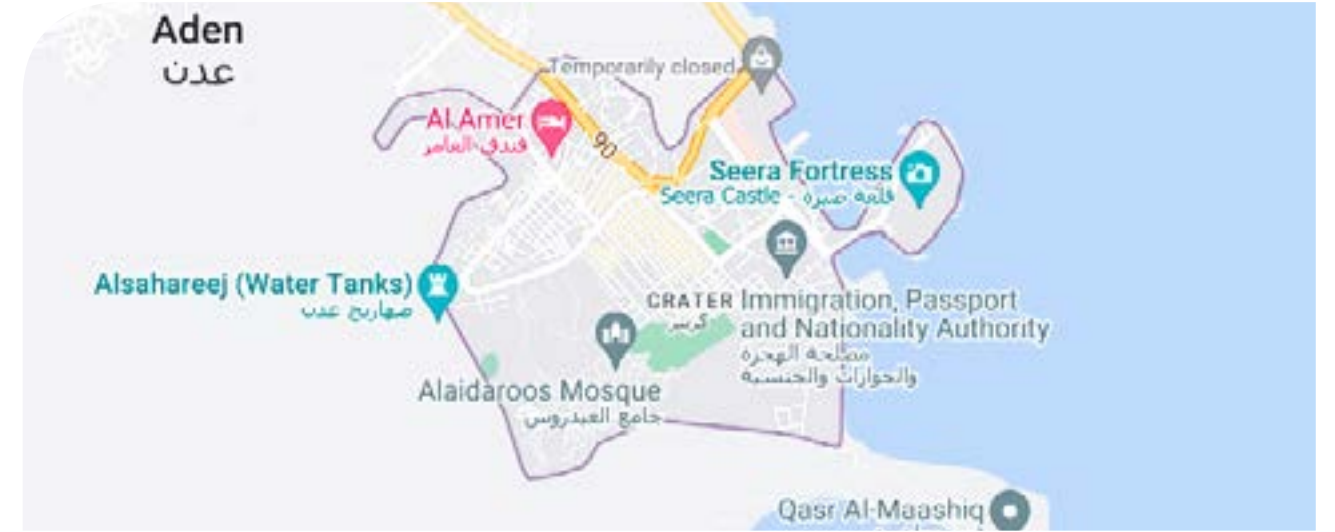 Aden
عدن
Temporarily closed
Al Amer
فندق العامر
90
Seera Fortress
Seera Castle - قلعة صيرة
Alsahareej (Water Tanks)
صهاريج عدن
CRATER
كريتر
Immigration, Passport
and Nationality Authority
مصلحة الهجرة
والجوازات والجنسية
Alaidaroos Mosque
جامع العيدروس
Qasr Al-Maashiq